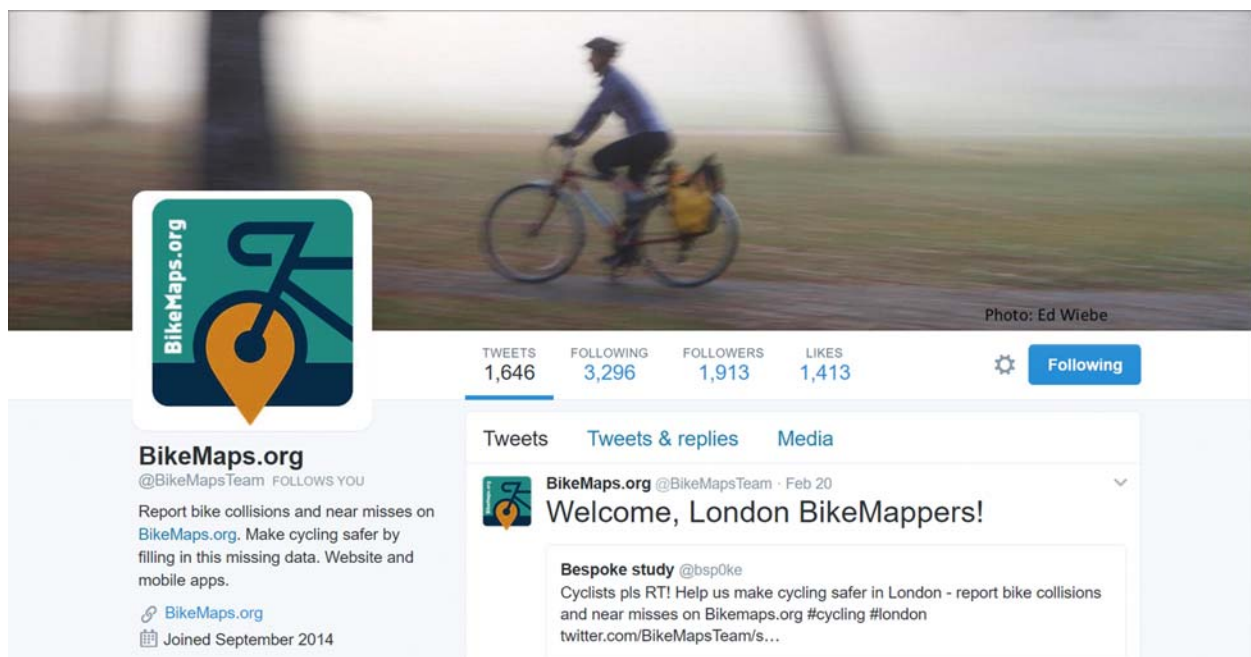 Photo: Ed Wiebe
BikeMaps.org
TWEETS FOLLOWING FOLLOWERS LIKES
1,646 3,296 1,913 1,413
Following
BikeMaps.org
@BikeMapsTeam FOLLOWS YOU
Report bike collisions and near misses on
BikeMaps.org. Make cycling safer by
filling in this missing data. Website and
mobile apps.
BikeMaps.org
Joined September 2014
Tweets Tweets & replies Media
BikeMaps.org @BikeMapsTeam · Feb 20
Welcome, London BikeMappers!
Bespoke study @bsp0ke
Cyclists pls RT! Help us make cycling safer in London - report bike collisions
and near misses on Bikemaps.org #cycling #london
twitter.com/BikeMapsTeam/s…